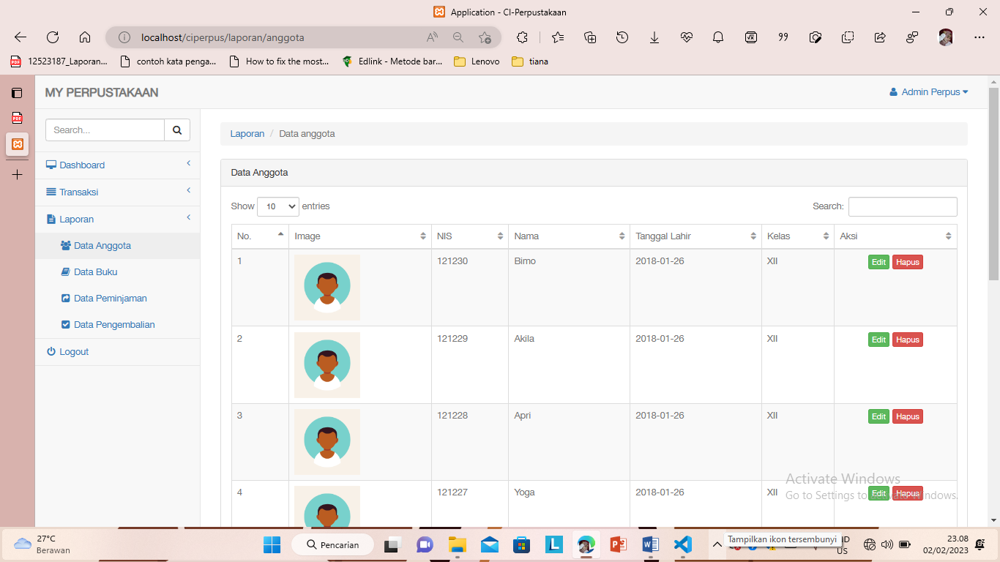 Application - CI-Perpustakaan
localhost/ciperpus/laporan/anggota
12523187_Laporan... contoh kata penga... How to fix the most... Edlink - Metode bar... Lenovo tiana
MY PERPUSTAKAAN
Admin Perpus
Search...
Dashboard
Transaksi
Laporan
Data Anggota
Data Buku
Data Peminjaman
Data Pengembalian
Logout
Laporan / Data anggota
Data Anggota
Show 10 entries
Search:
No. Image NIS Nama Tanggal Lahir Kelas Aksi
1 121230 Bimo 2018-01-26 XII Edit Hapus
2 121229 Akila 2018-01-26 XII Edit Hapus
3 121228 Apri 2018-01-26 XII Edit Hapus
4 121227 Yoga 2018-01-26 XII Edit Hapus
Activate Windows
Go to Settings to activate Windows.
27°C
Berawan
Pencarian
Tampilkan ikon tersembunyi
US
23.08
02/02/2023